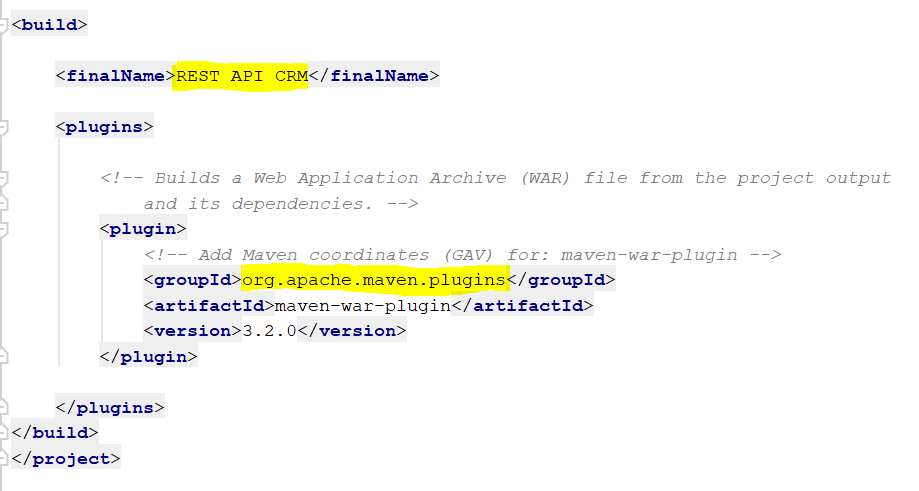 <build>
<finalName>REST API CRM</finalName>
<plugins>
<!-- Builds a Web Application Archive (WAR) file from the project output
and its dependencies. -->
<plugin>
<!-- Add Maven coordinates (GAV) for: maven-war-plugin -->
<groupId>org.apache.maven.plugins</groupId>
<artifactId>maven-war-plugin</artifactId>
<version>3.2.0</version>
</plugin>
</plugins>
</build>
</project>